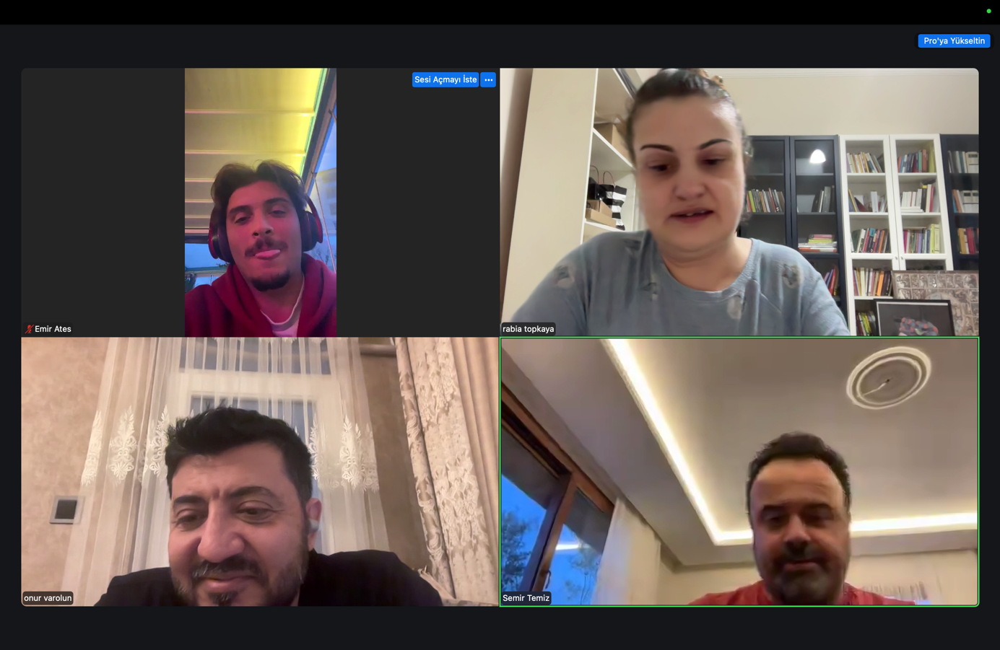 Pro'ya Yükseltin
Sesi Açmayı İste
Emir Ates
rabia topkaya
onur varolun
Semir Temiz